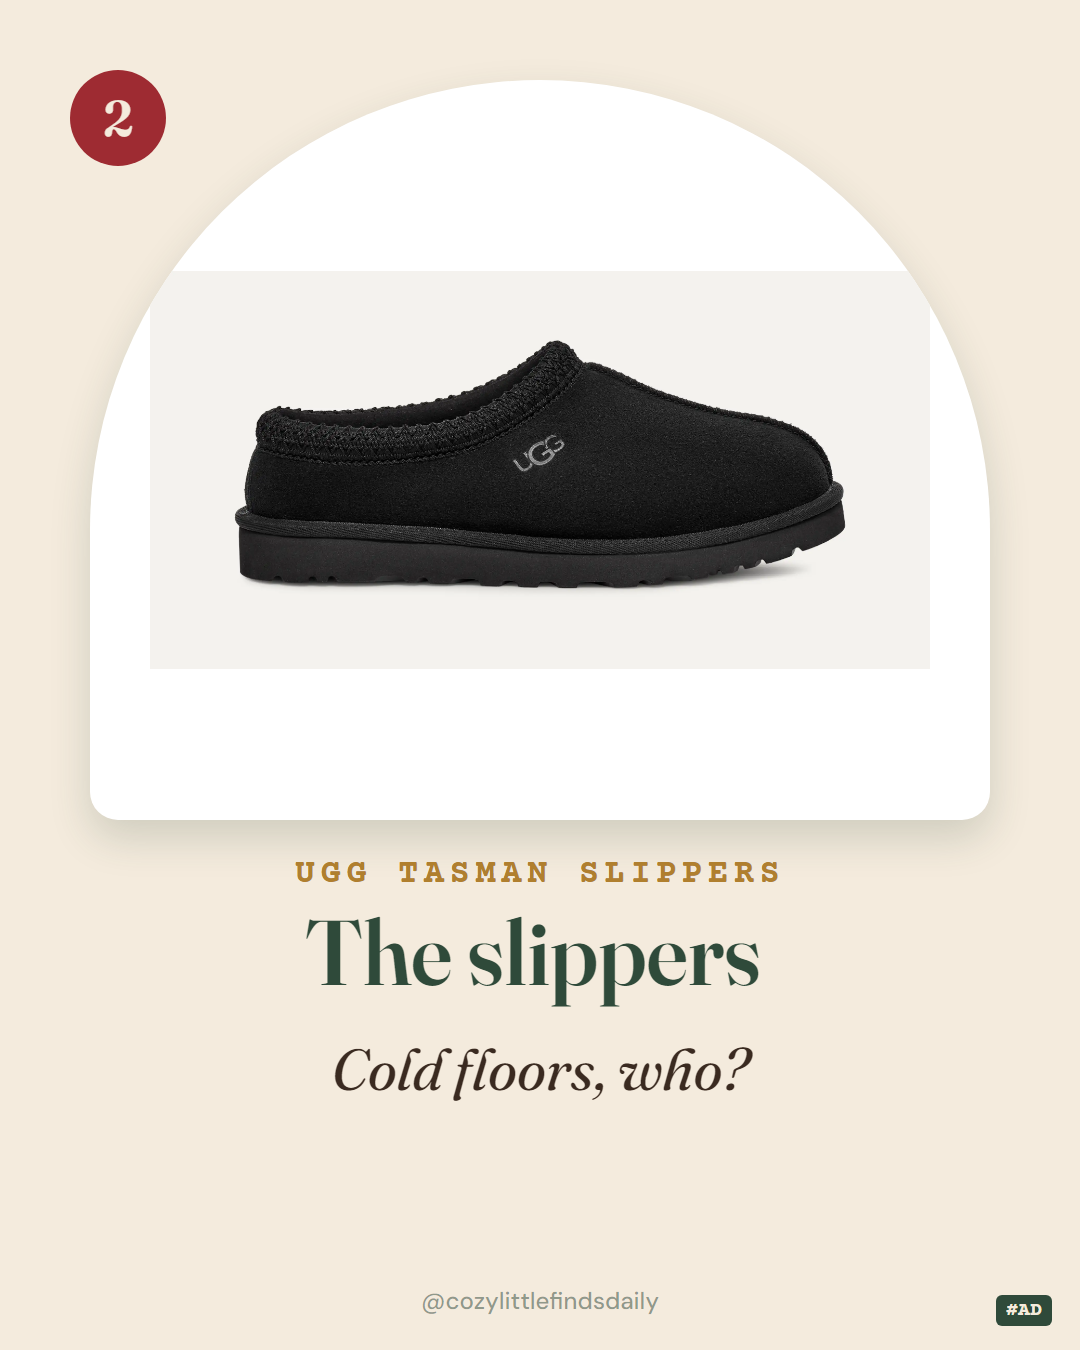 2
UGG
UGG TASMAN SLIPPERS
The slippers
Cold floors, who?
@cozylittlefindsdaily
#AD